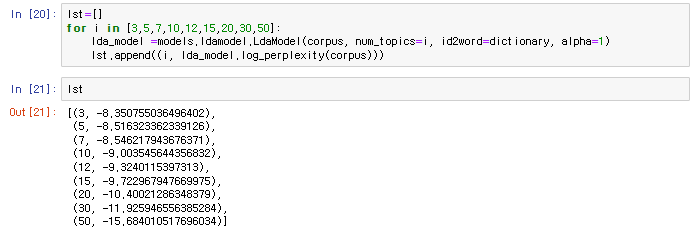 In [20]: lst=[]
for i in [3,5,7,10,12,15,20,30,50]:
    lda_model =models.ldamodel.LdaModel(corpus, num_topics=i, id2word=dictionary, alpha=1)
    lst.append((i, lda_model.log_perplexity(corpus)))
In [21]: lst
Out[21]: [(3, -8.350755036496402),
(5, -8.516323362339126),
(7, -8.546217943676371),
(10, -9.003545644356832),
(12, -9.3240115397313),
(15, -9.722967947669975),
(20, -10.40021286348379),
(30, -11.925946556385284),
(50, -15.684010517696034)]